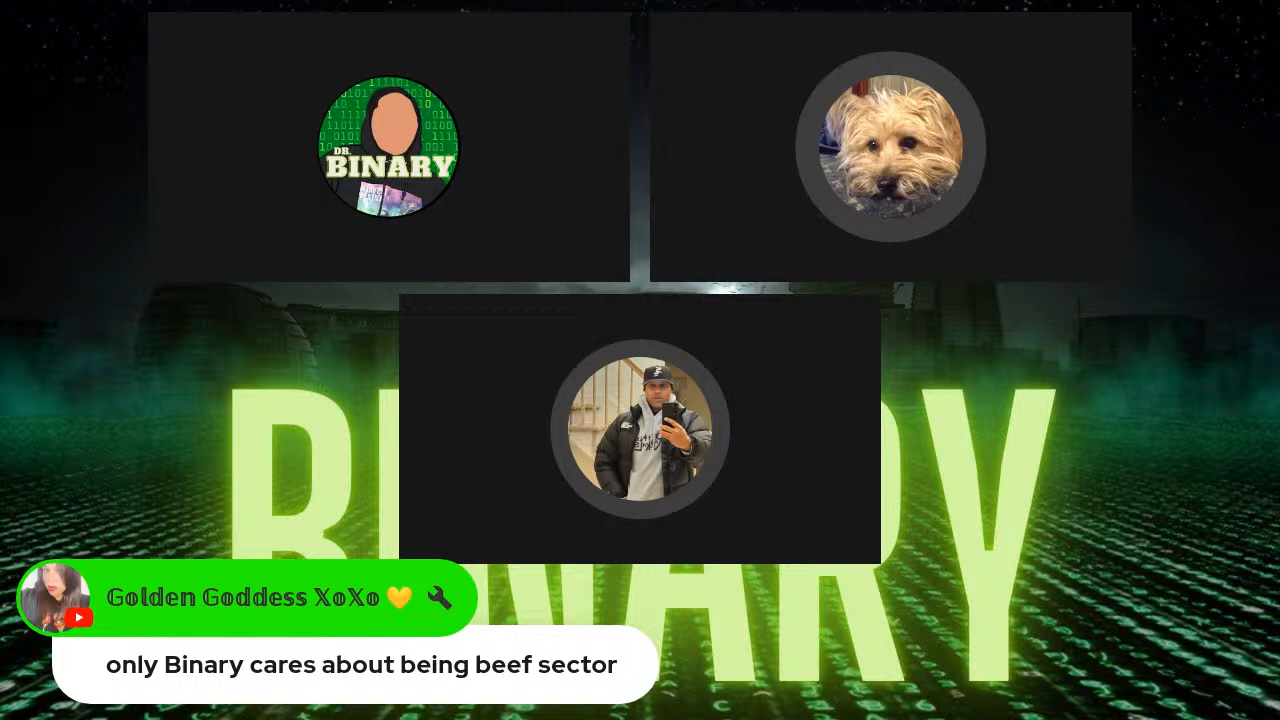 DR.
BINARY
BINARY
𝔾𝕠𝕝𝕕𝕖𝕟 𝔾𝕠𝕕𝕕𝕖𝕤𝕤 𝕏𝕠𝕏𝕠 💛
only Binary cares about being beef sector